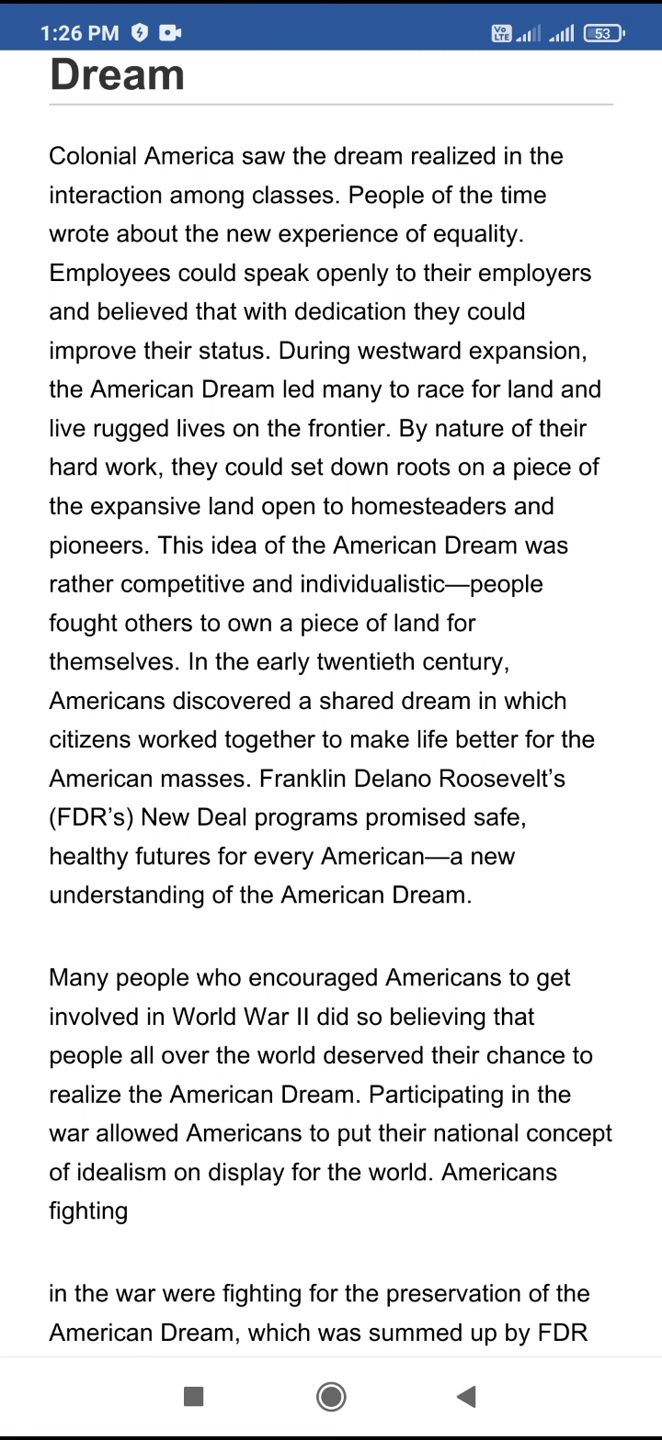 1:26 PM
Vo LTE
53
Dream
Colonial America saw the dream realized in the
interaction among classes. People of the time
wrote about the new experience of equality.
Employees could speak openly to their employers
and believed that with dedication they could
improve their status. During westward expansion,
the American Dream led many to race for land and
live rugged lives on the frontier. By nature of their
hard work, they could set down roots on a piece of
the expansive land open to homesteaders and
pioneers. This idea of the American Dream was
rather competitive and individualistic—people
fought others to own a piece of land for
themselves. In the early twentieth century,
Americans discovered a shared dream in which
citizens worked together to make life better for the
American masses. Franklin Delano Roosevelt’s
(FDR’s) New Deal programs promised safe,
healthy futures for every American—a new
understanding of the American Dream.
Many people who encouraged Americans to get
involved in World War II did so believing that
people all over the world deserved their chance to
realize the American Dream. Participating in the
war allowed Americans to put their national concept
of idealism on display for the world. Americans
fighting
in the war were fighting for the preservation of the
American Dream, which was summed up by FDR